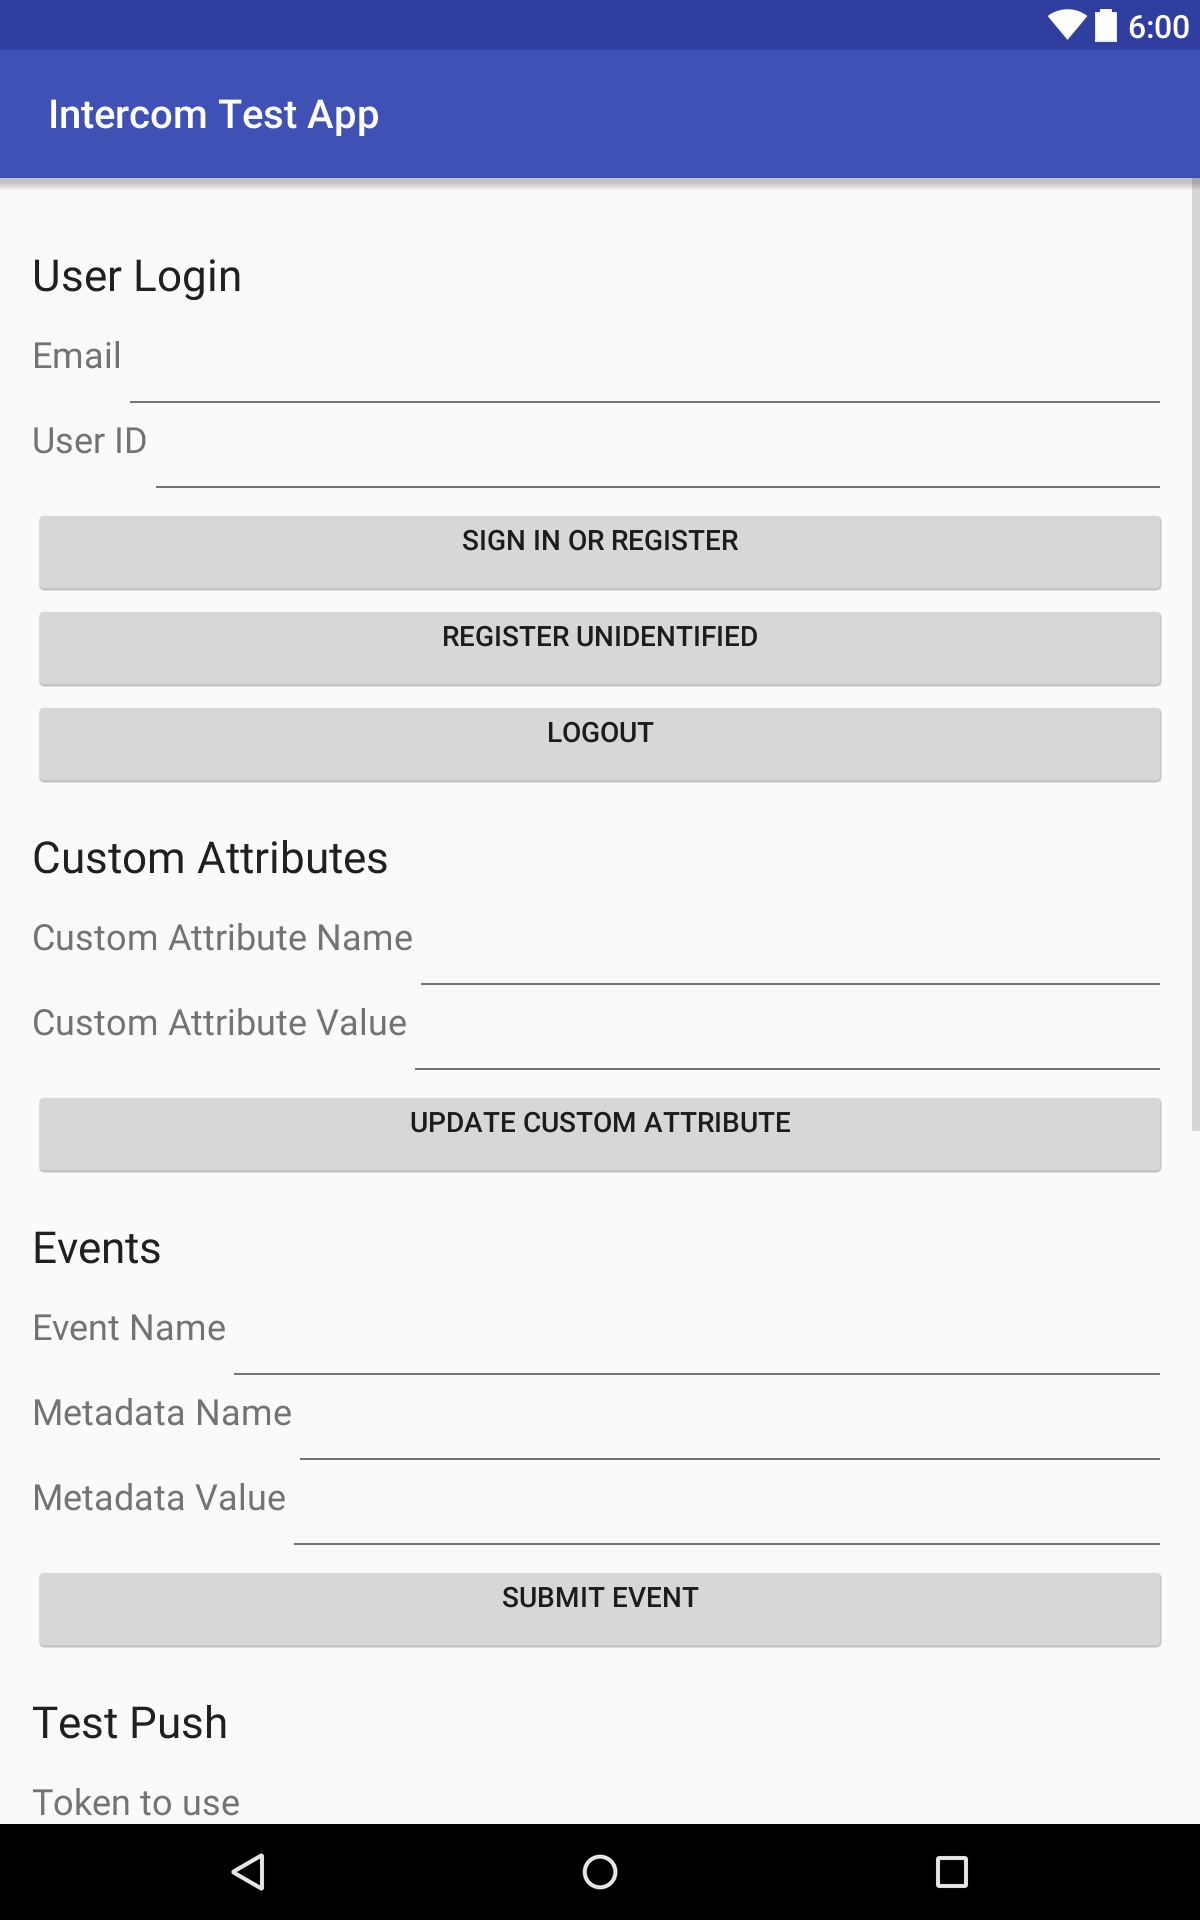 6:00
Intercom Test App
User Login
Email
User ID
SIGN IN OR REGISTER
REGISTER UNIDENTIFIED
LOGOUT
Custom Attributes
Custom Attribute Name
Custom Attribute Value
UPDATE CUSTOM ATTRIBUTE
Events
Event Name
Metadata Name
Metadata Value
SUBMIT EVENT
Test Push
Token to use